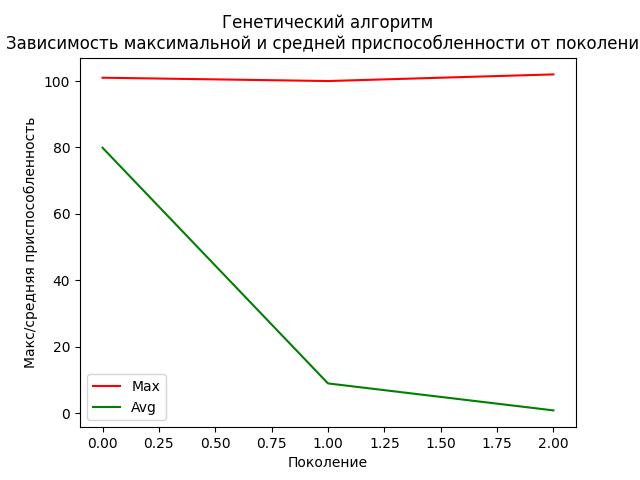 Генетический алгоритм
Зависимость максимальной и средней приспособленности от поколени
Макс/средняя приспособленность
100
80
60
40
20
0
Max
Avg
0.00 0.25 0.50 0.75 1.00 1.25 1.50 1.75 2.00
Поколение